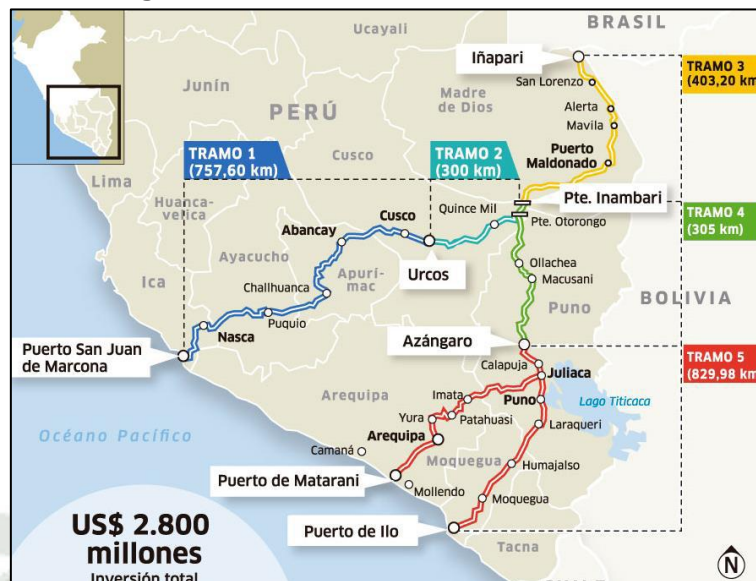 BRASIL
Ucayali
Iñapari
TRAMO 3
(403,20 km
San Lorenzo
Junín
Madre
de Dios
Alerta
PERÚ
Mavila
Puerto
Maldonado
TRAMO 1
(757,60 km)
Cusco
TRAMO 2
(300 km)
Lima
Pte. Inambari
Huanca-
velica
Quince Mil
Pte. Otorongo
TRAMO 4
(305 km)
Cusco
Abancay
Ayacucho
Urcos
Ollachea
Ica
Apurí-
mac
Macusani
Challhuanca
Puno
BOLIVIA
Puquio
Nasca
Azángaro
Puerto San Juan
de Marcona
TRAMO 5
(829,98 km
Calapuja
Juliaca
Arequipa
Imata
Puno
Lago Titicaca
Yura
Patahuasi
Laraqueri
Océano Pacífico
Arequipa
Camaná
Moquegua
Humajalso
Puerto de Matarani
Mollendo
Moquegua
US$ 2.800
millones
Inversión total
Puerto de Ilo
Tacna
N